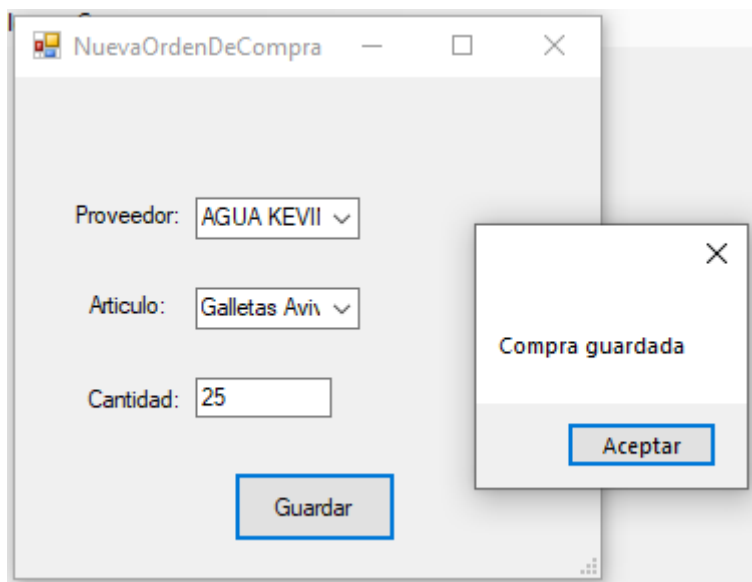 NuevaOrdenDeCompra
Proveedor: AGUA KEVII
Articulo: Galletas Aviv
Cantidad: 25
Guardar
Compra guardada
Aceptar